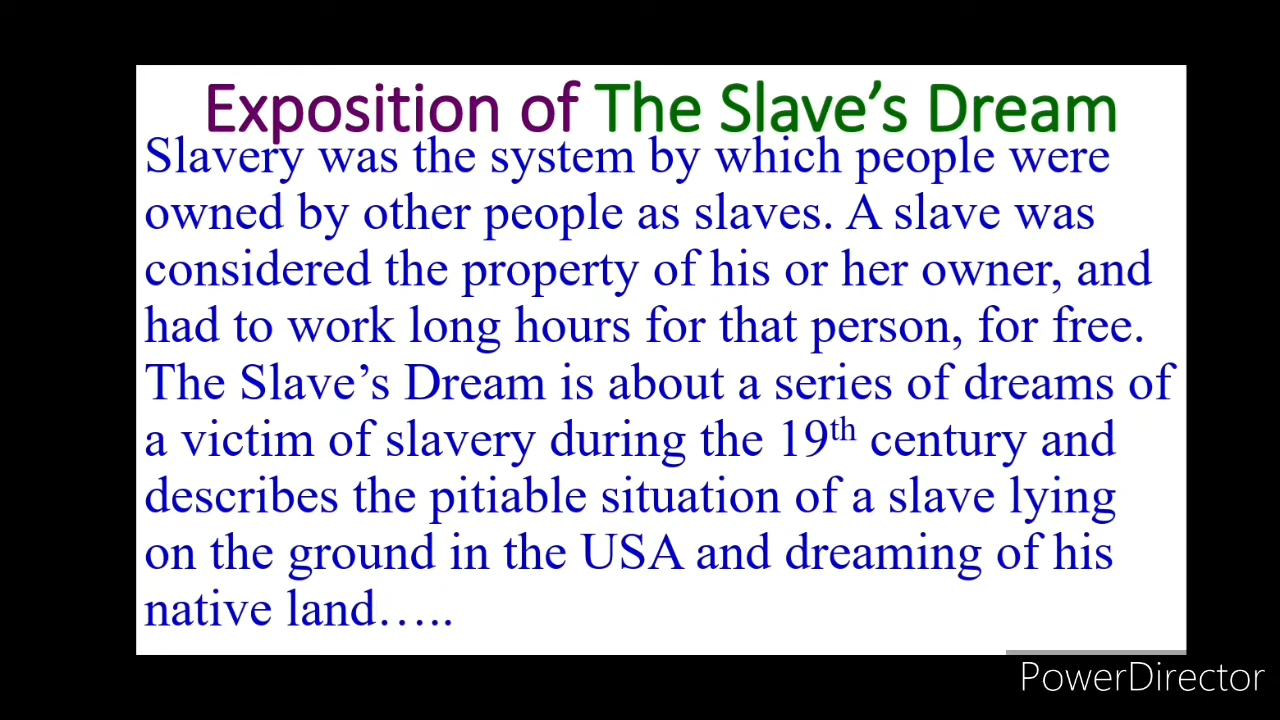 Exposition of The Slave’s Dream
Slavery was the system by which people were
owned by other people as slaves. A slave was
considered the property of his or her owner, and
had to work long hours for that person, for free.
The Slave’s Dream is about a series of dreams of
a victim of slavery during the 19th century and
describes the pitiable situation of a slave lying
on the ground in the USA and dreaming of his
native land…..
PowerDirector